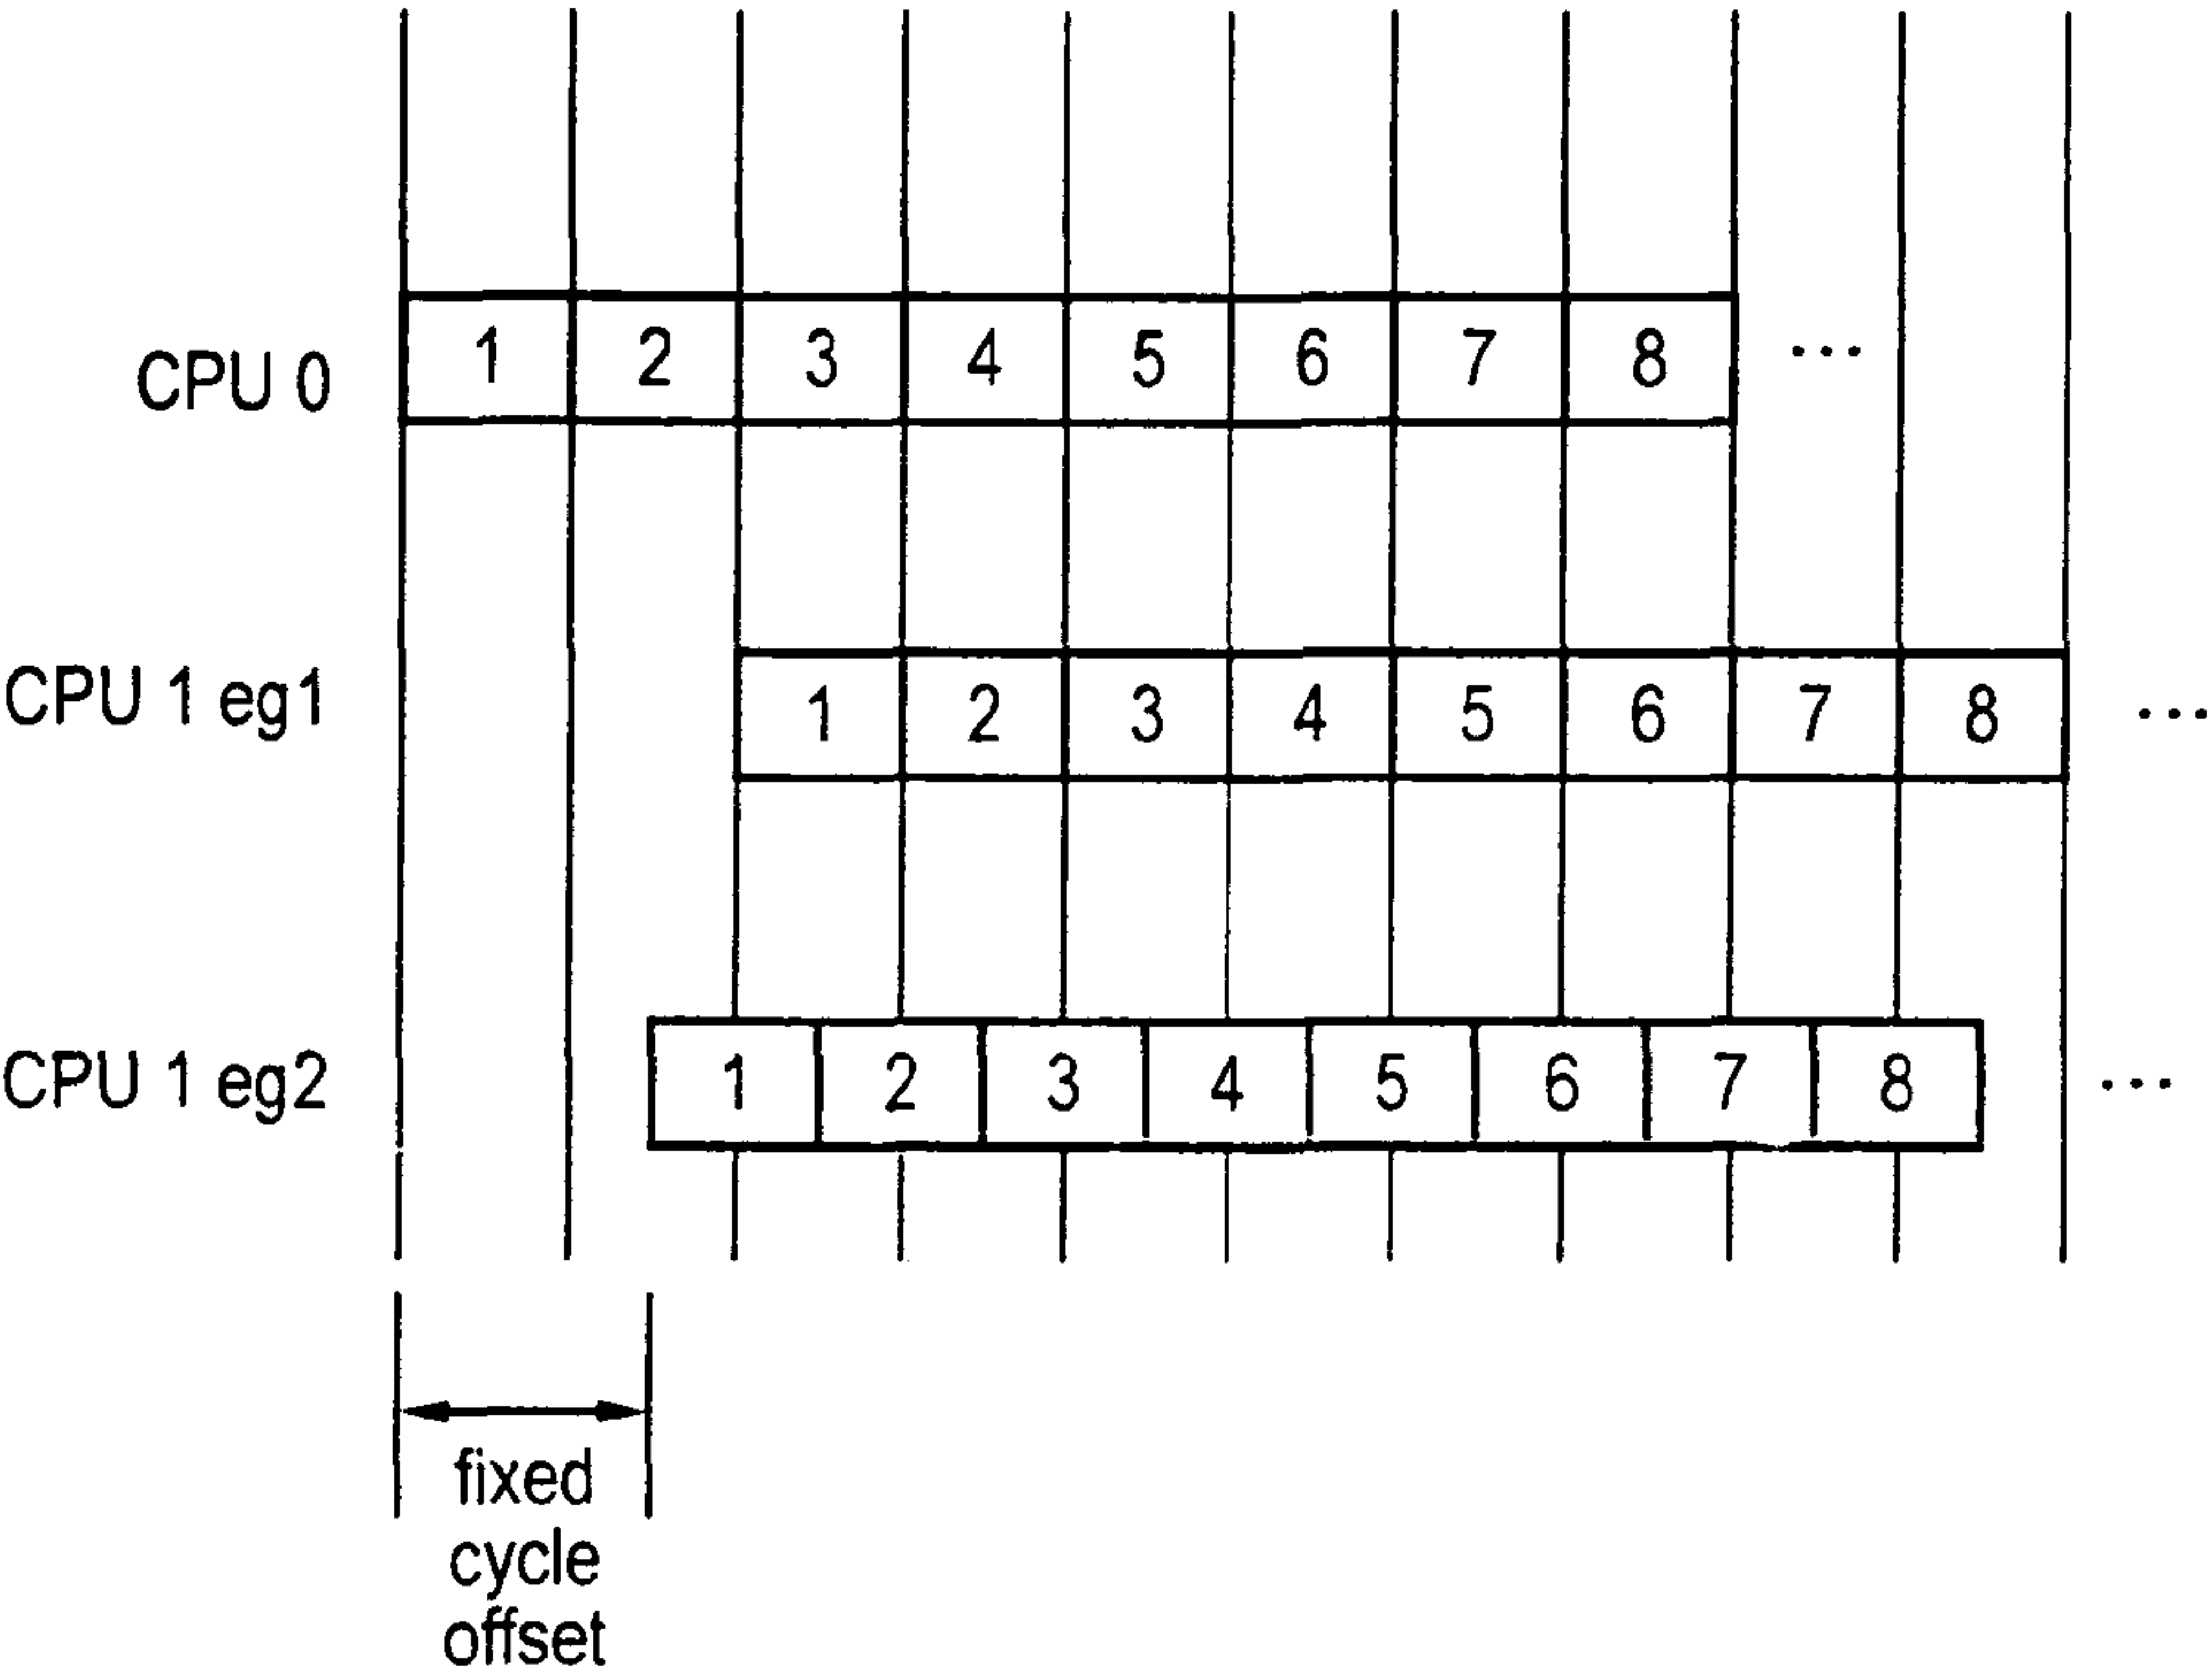 CPU 0 1 2 3 4 5 6 7 8 ...
CPU 1 eg1 1 2 3 4 5 6 7 8 ...
CPU 1 eg2 1 2 3 4 5 6 7 8 ...
fixed
cycle
offset